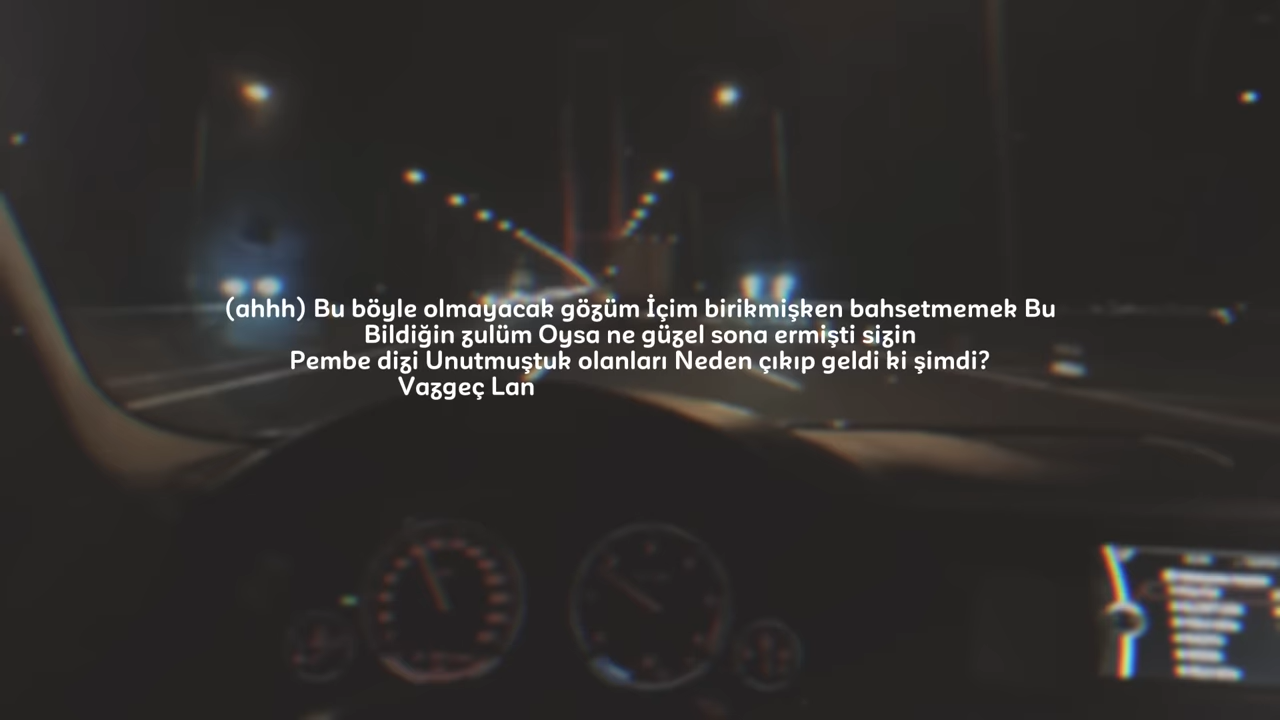 (ahhh) Bu böyle olmayacak gözüm İçim birikmişken bahsetmemek Bu
Bildiğin zulüm Oysa ne güzel sona ermişti sizin
Pembe dizi Unutmuştuk olanları Neden çıkıp geldi ki şimdi?
Vazgeç Lan